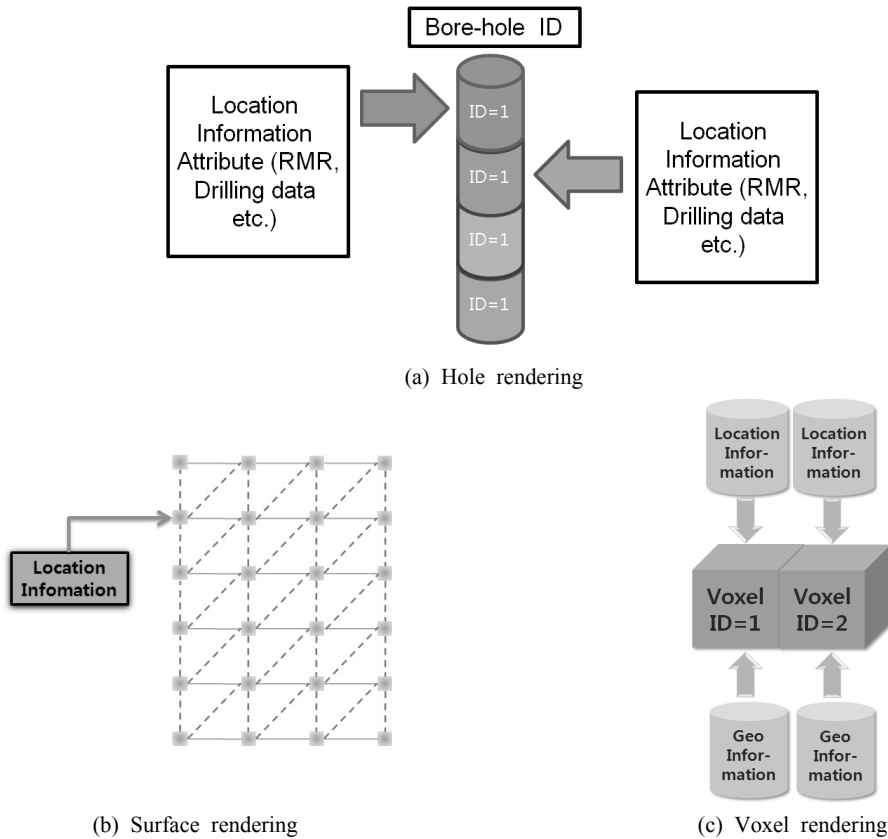 Bore-hole ID
Location
Information
Attribute (RMR,
Drilling data
etc.)
ID=1
ID=1
ID=1
ID=1
Location
Information
Attribute (RMR,
Drilling data
etc.)
(a) Hole rendering
Location
Infomation
(b) Surface rendering
Location
Infor-
mation
Location
Infor-
mation
Voxel
ID=1
Voxel
ID=2
Geo
Infor-
mation
Geo
Infor-
mation
(c) Voxel rendering